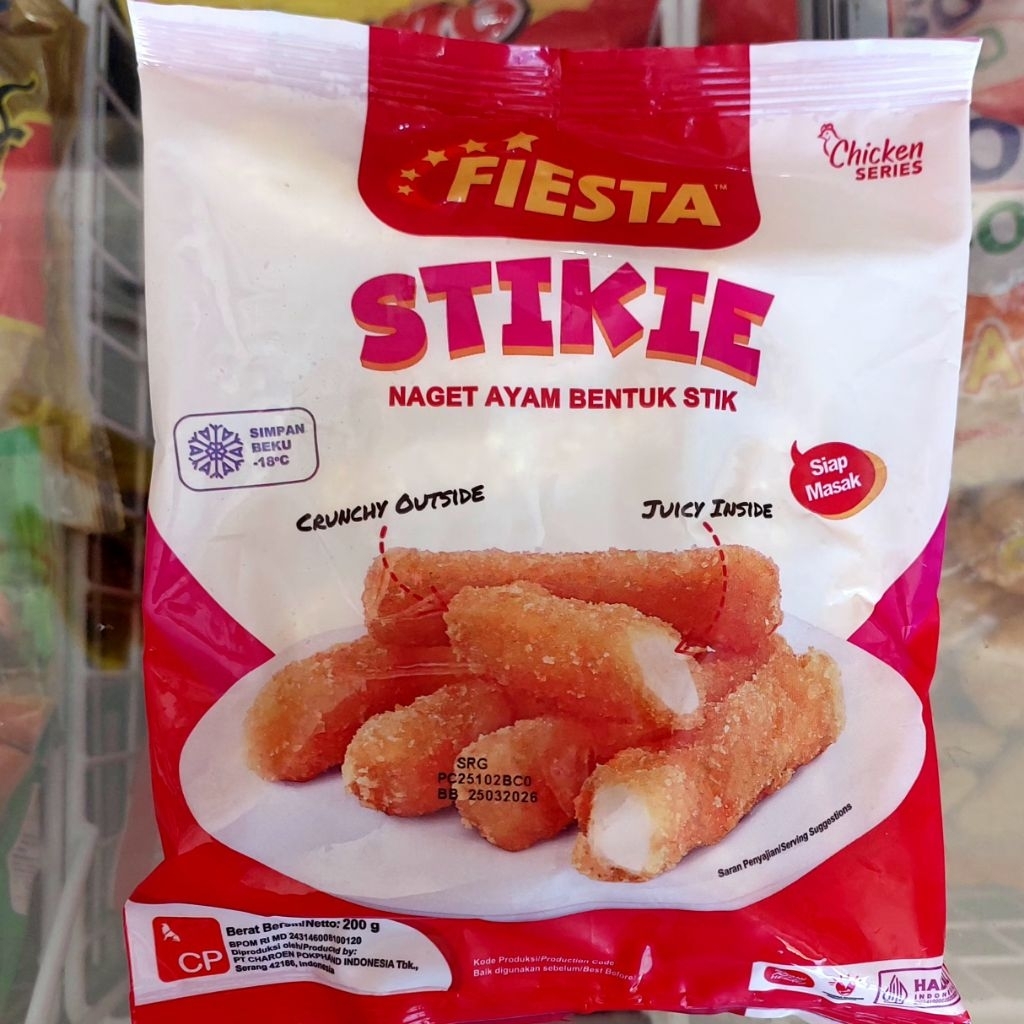 FIESTA™
Chicken
SERIES
STIKIE
NAGET AYAM BENTUK STIK
SIMPAN
BEKU
-18°C
Siap
Masak
CRUNCHY OUTSIDE
JUICY INSIDE
SRG
PC25102BC0
BB 25032026
Saran Penyajian/Serving Suggestions
CP
Berat Bersih/Netto: 200 g
BPOM RI MD 243146008100120
Diproduksi oleh/Produced by:
PT CHAROEN POKPHAND INDONESIA Tbk.,
Serang 42186, Indonesia
Kode Produksi/Production Code
Baik digunakan sebelum/Best Before